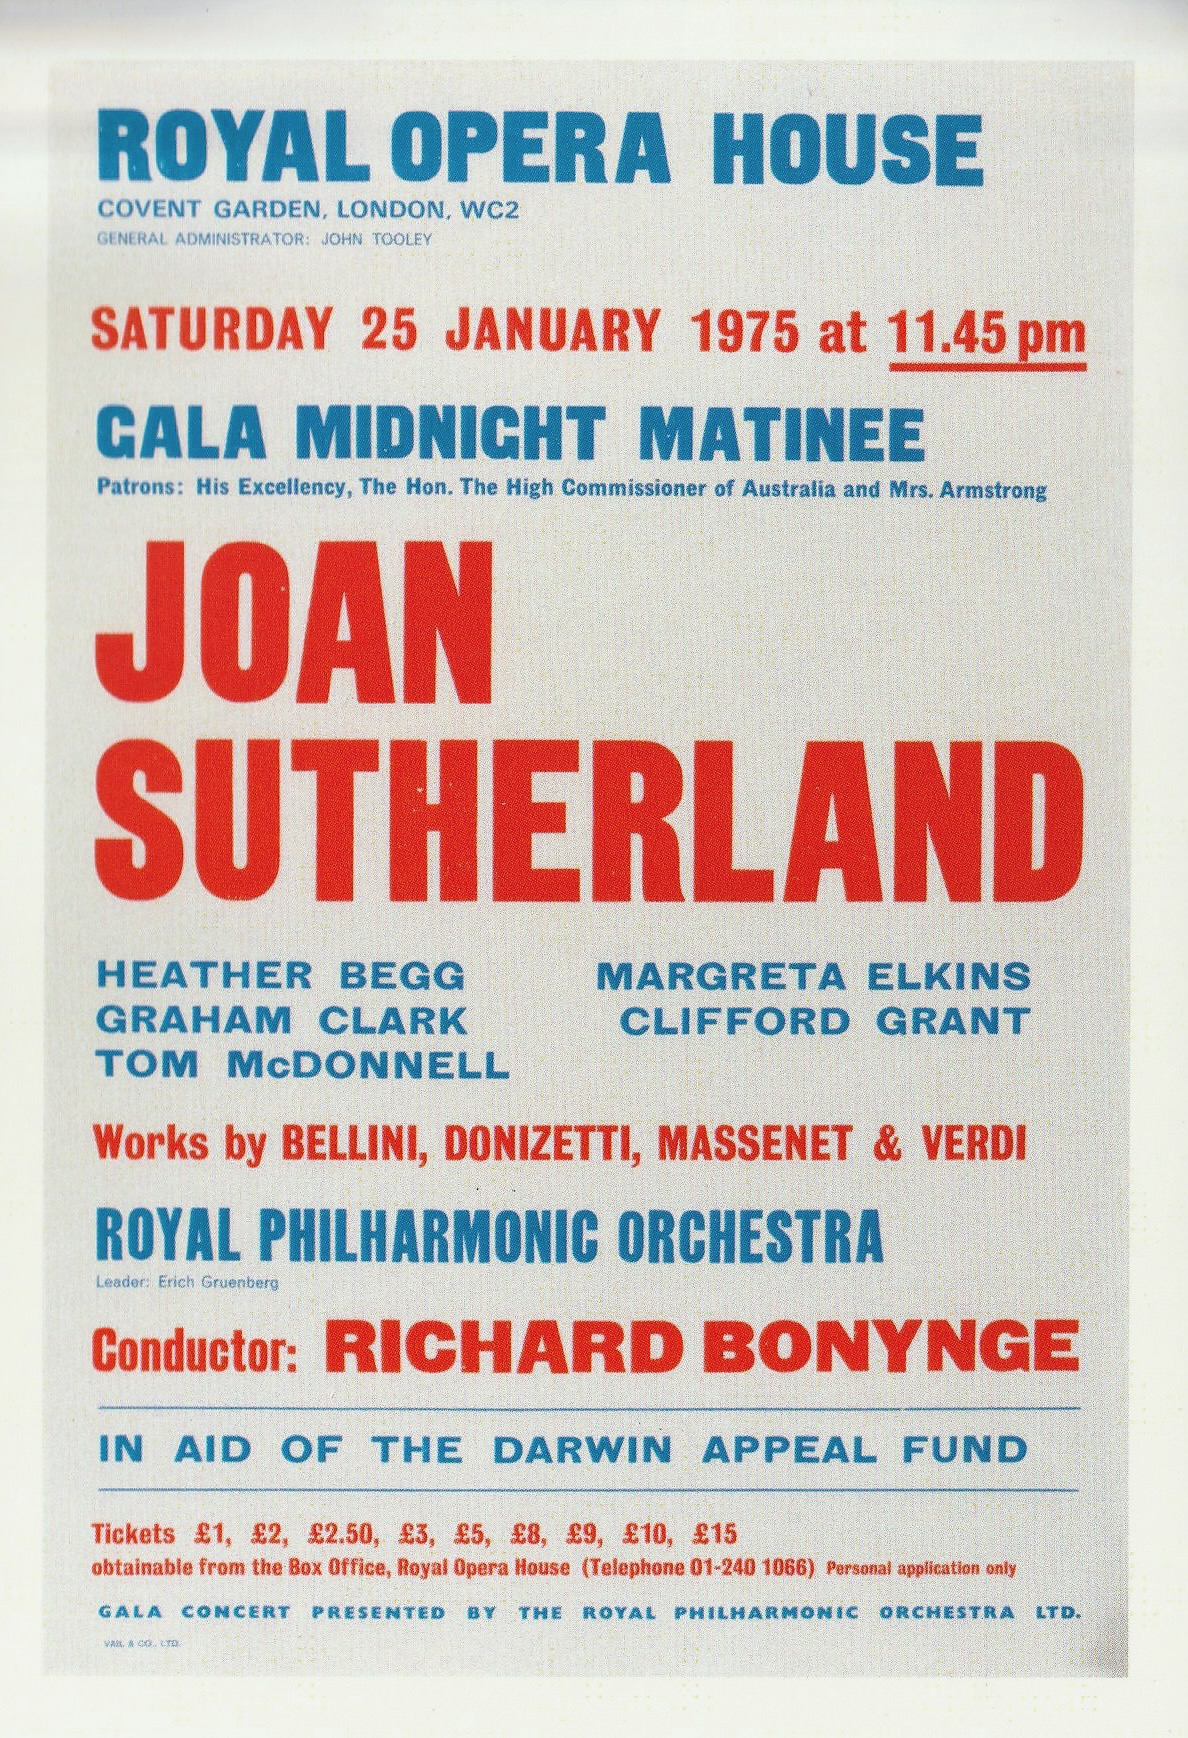 ROYAL OPERA HOUSE
COVENT GARDEN, LONDON, WC2
GENERAL ADMINISTRATOR: JOHN TOOLEY
SATURDAY 25 JANUARY 1975 at 11.45 pm
GALA MIDNIGHT MATINEE
Patrons: His Excellency, The Hon. The High Commissioner of Australia and Mrs. Armstrong
JOAN
SUTHERLAND
HEATHER BEGG MARGRETA ELKINS
GRAHAM CLARK CLIFFORD GRANT
TOM McDONNELL
Works by BELLINI, DONIZETTI, MASSENET & VERDI
ROYAL PHILHARMONIC ORCHESTRA
Leader: Erich Gruenberg
Conductor: RICHARD BONYNGE
IN AID OF THE DARWIN APPEAL FUND
Tickets £1, £2, £2.50, £3, £5, £8, £9, £10, £15
obtainable from the Box Office, Royal Opera House (Telephone 01-240 1066) Personal application only
GALA CONCERT PRESENTED BY THE ROYAL PHILHARMONIC ORCHESTRA LTD.
VAIL & CO., LTD.